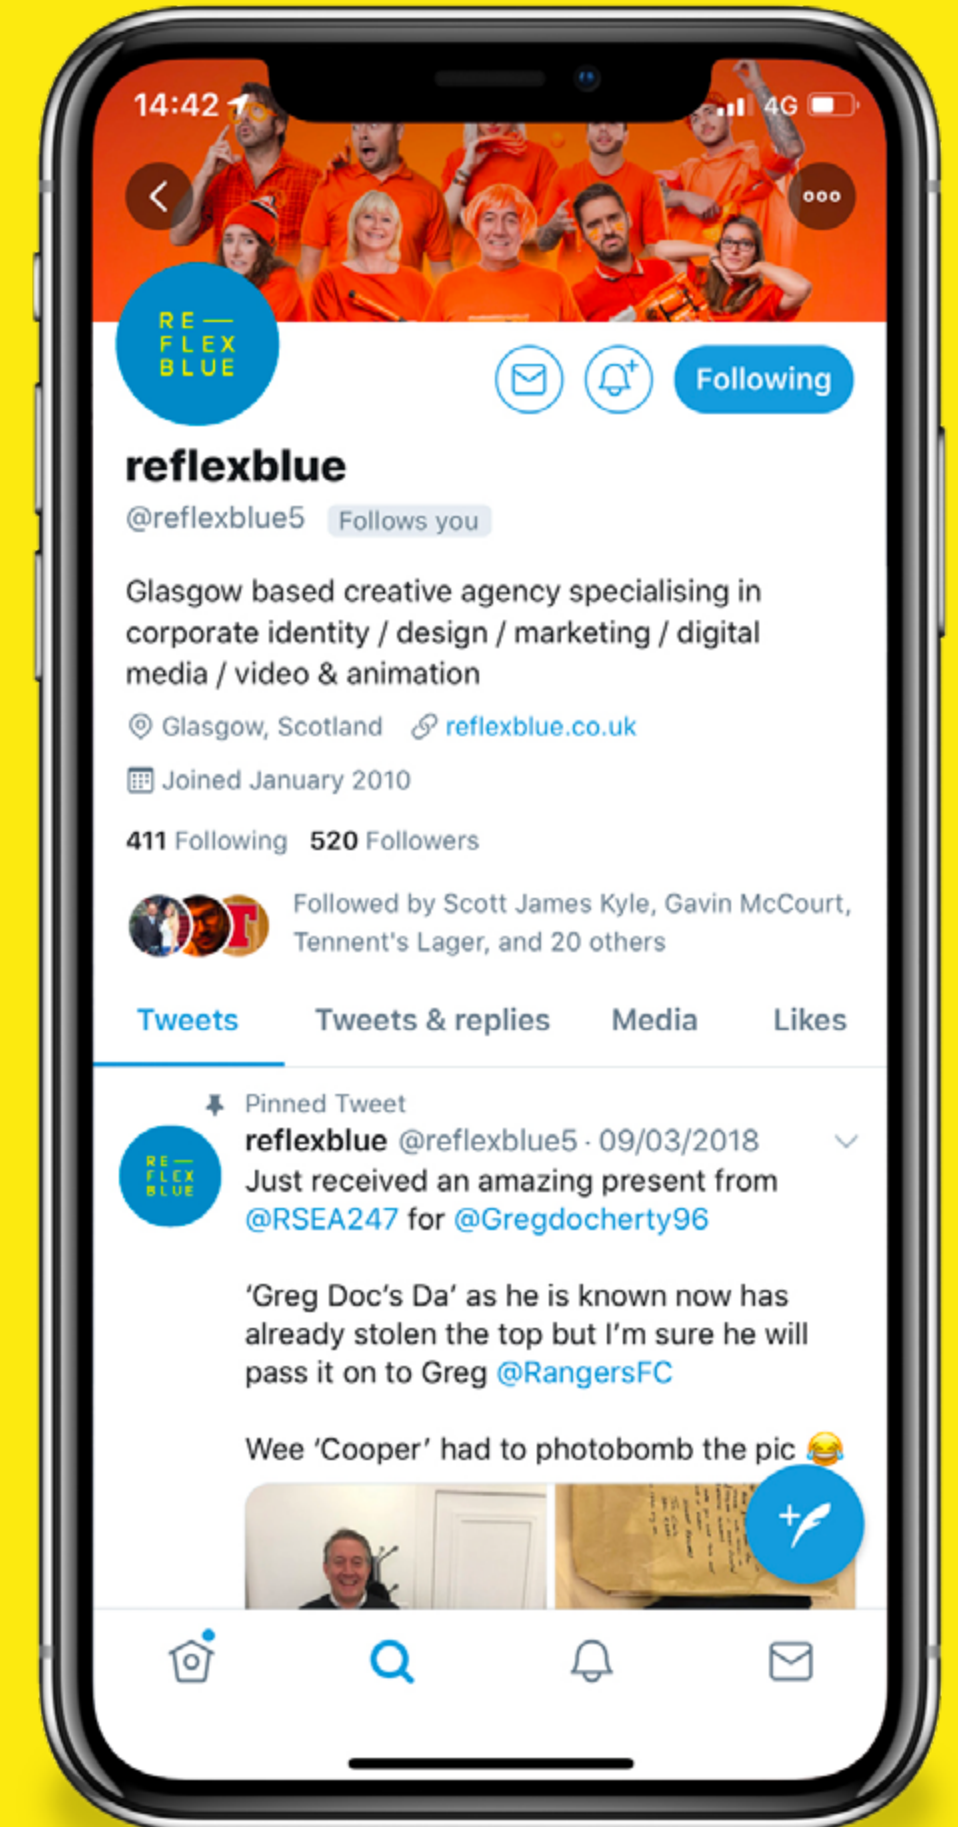 14:42
4G
RE—
FLEX
BLUE
Following
reflexblue
@reflexblue5 Follows you
Glasgow based creative agency specialising in
corporate identity / design / marketing / digital
media / video & animation
Glasgow, Scotland reflexblue.co.uk
Joined January 2010
411 Following 520 Followers
Followed by Scott James Kyle, Gavin McCourt,
Tennent's Lager, and 20 others
Tweets Tweets & replies Media Likes
Pinned Tweet
reflexblue @reflexblue5 · 09/03/2018
RE—
FLEX
BLUE
Just received an amazing present from
@RSEA247 for @Gregdocherty96
‘Greg Doc’s Da’ as he is known now has
already stolen the top but I’m sure he will
pass it on to Greg @RangersFC
Wee ‘Cooper’ had to photobomb the pic 😂